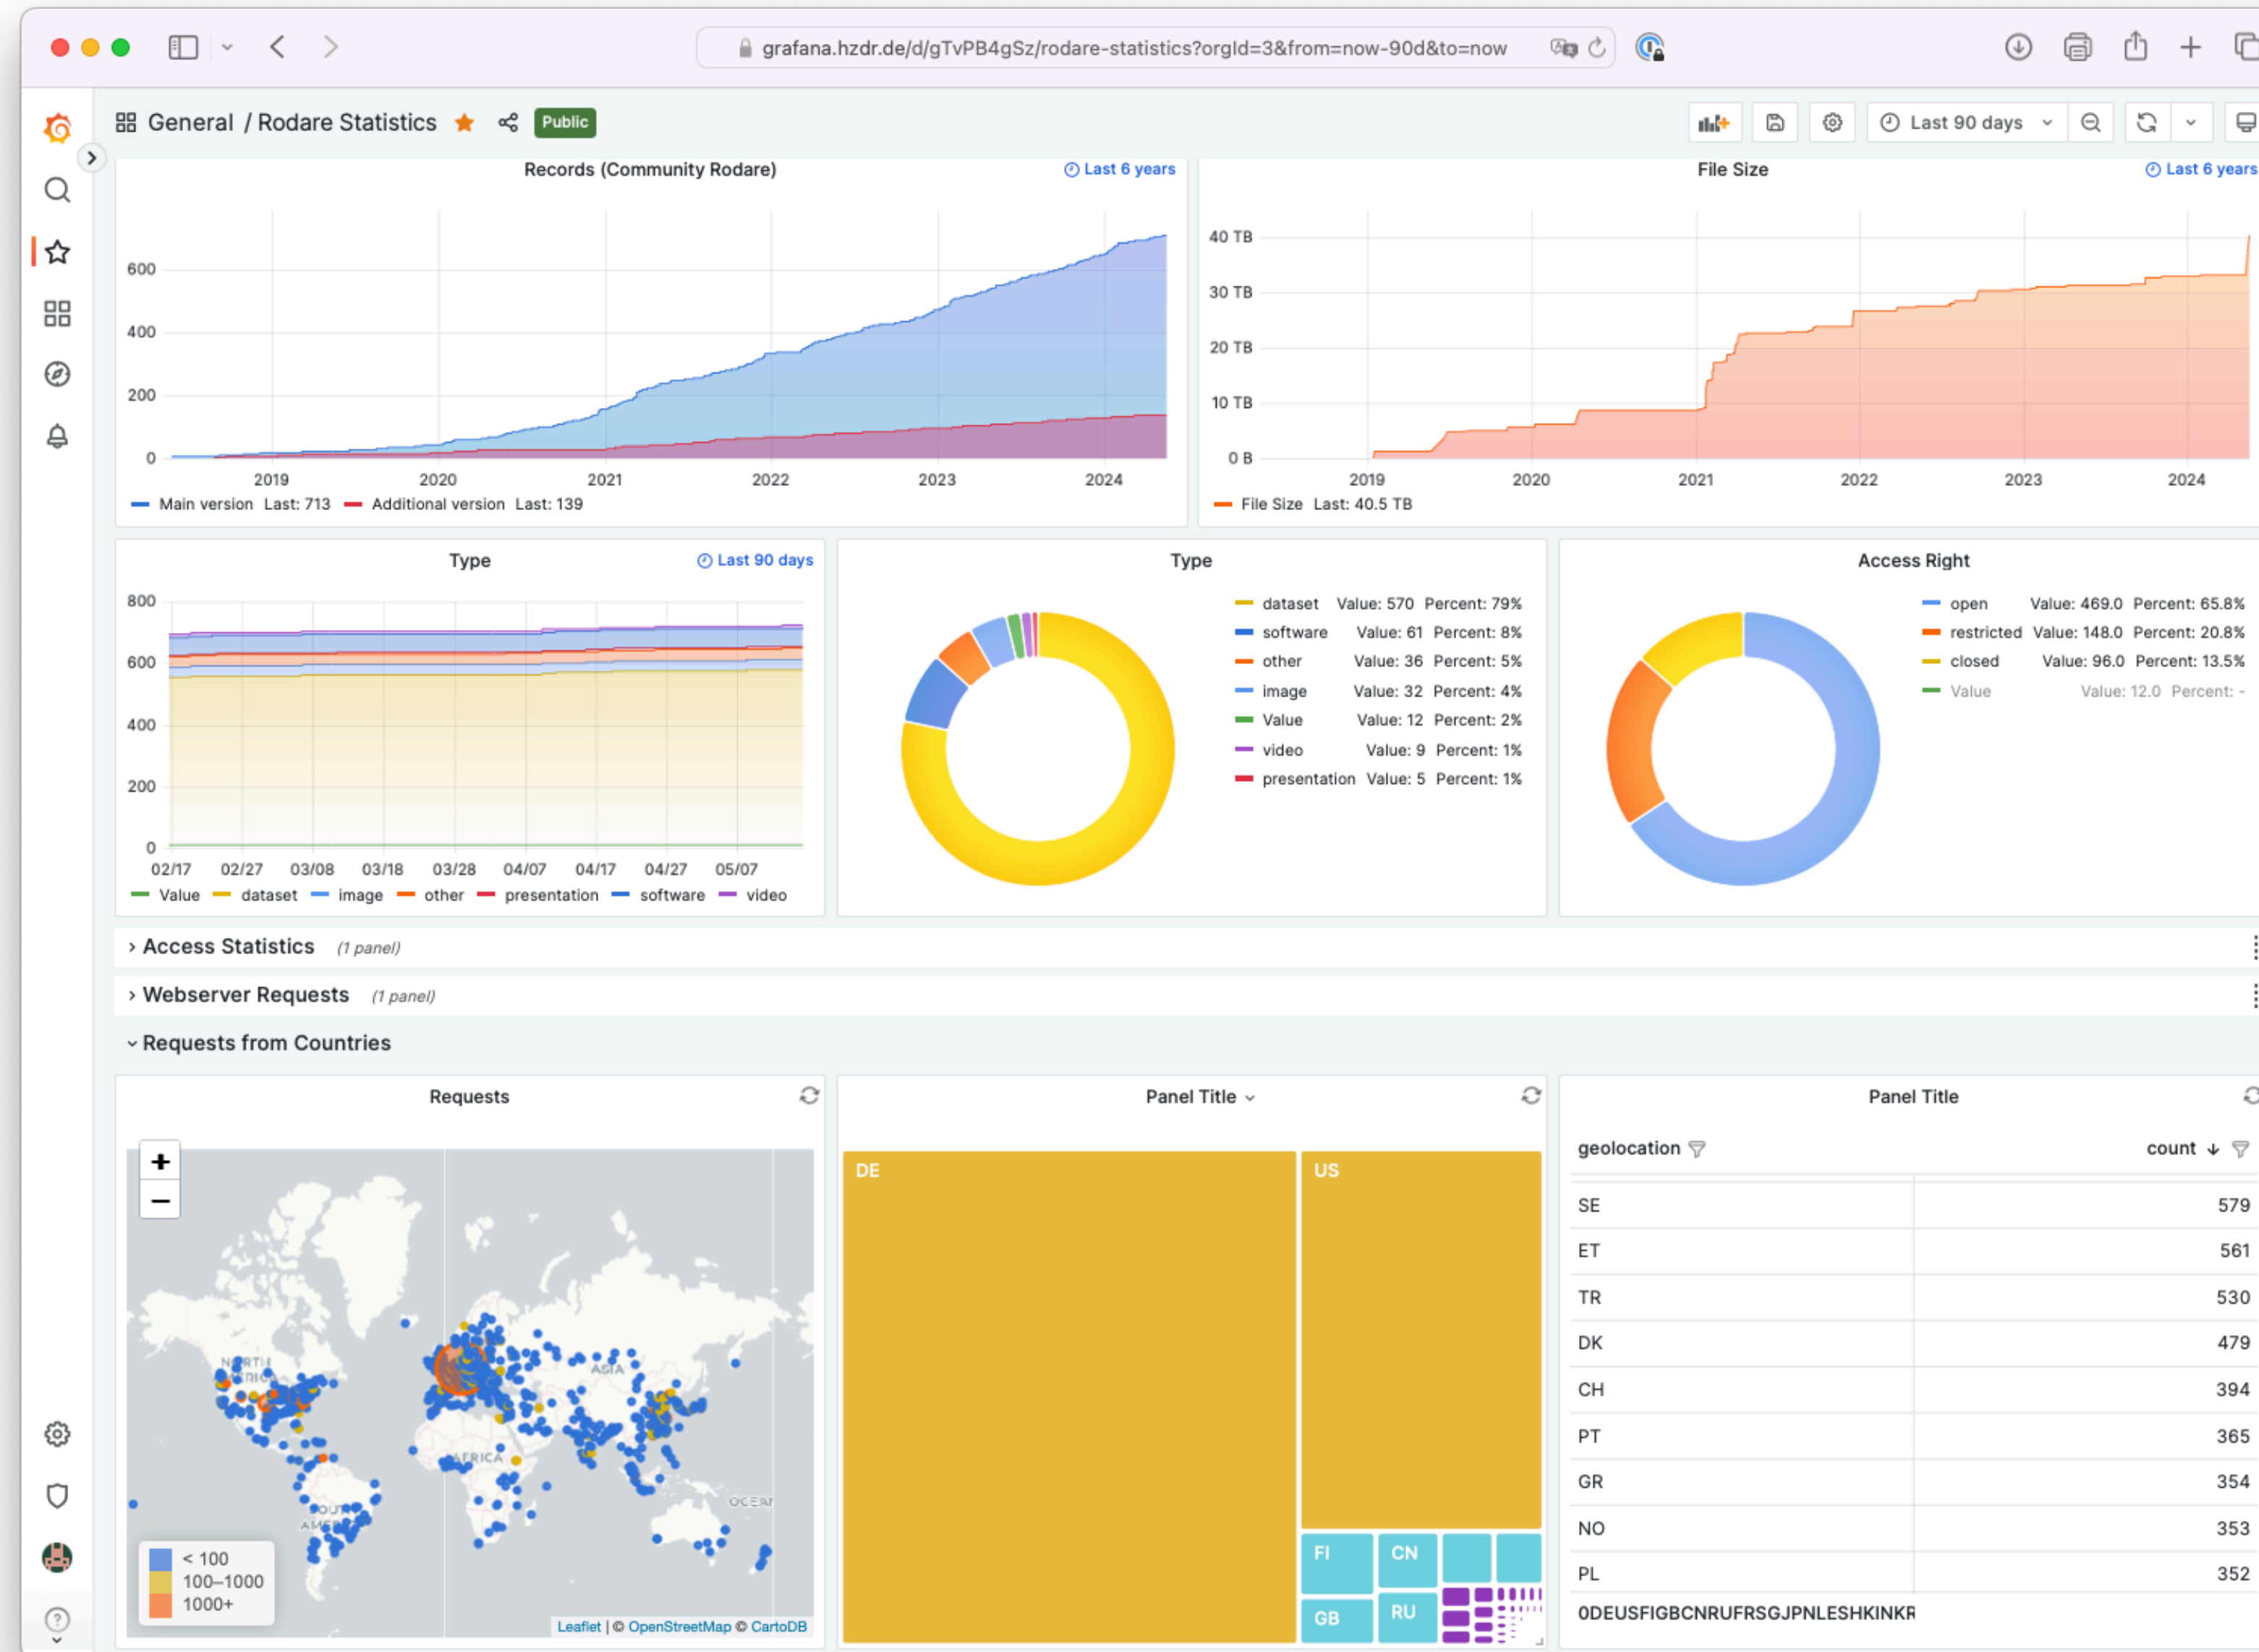 grafana.hzdr.de/d/gTvPB4gSz/rodare-statistics?orgId=3&from=now-90d&to=now
General / Rodare Statistics Public Last 90 days
Records (Community Rodare) Last 6 years
600
400
200
0
2019 2020 2021 2022 2023 2024
Main version Last: 713 Additional version Last: 139
File Size Last 6 years
40 TB
30 TB
20 TB
10 TB
0 B
2019 2020 2021 2022 2023 2024
File Size Last: 40.5 TB
Type Last 90 days
800
600
400
200
0
02/17 02/27 03/08 03/18 03/28 04/07 04/17 04/27 05/07
Value dataset image other presentation software video
Type
dataset Value: 570 Percent: 79%
software Value: 61 Percent: 8%
other Value: 36 Percent: 5%
image Value: 32 Percent: 4%
Value Value: 12 Percent: 2%
video Value: 9 Percent: 1%
presentation Value: 5 Percent: 1%
Access Right
open Value: 469.0 Percent: 65.8%
restricted Value: 148.0 Percent: 20.8%
closed Value: 96.0 Percent: 13.5%
Value Value: 12.0 Percent: -
Access Statistics (1 panel)
Webserver Requests (1 panel)
Requests from Countries
Requests
+
−
NORTH
AMERICA
ASIA
AFRICA
OCEAN
SOUTH
< 100
100–1000
1000+
Leaflet | © OpenStreetMap © CartoDB
Panel Title
DE
US
FI CN
GB RU
Panel Title
geolocation count
SE 579
ET 561
TR 530
DK 479
CH 394
PT 365
GR 354
NO 353
PL 352
0DEUSFIGBCNRUFRSGJPNLESHKINKR